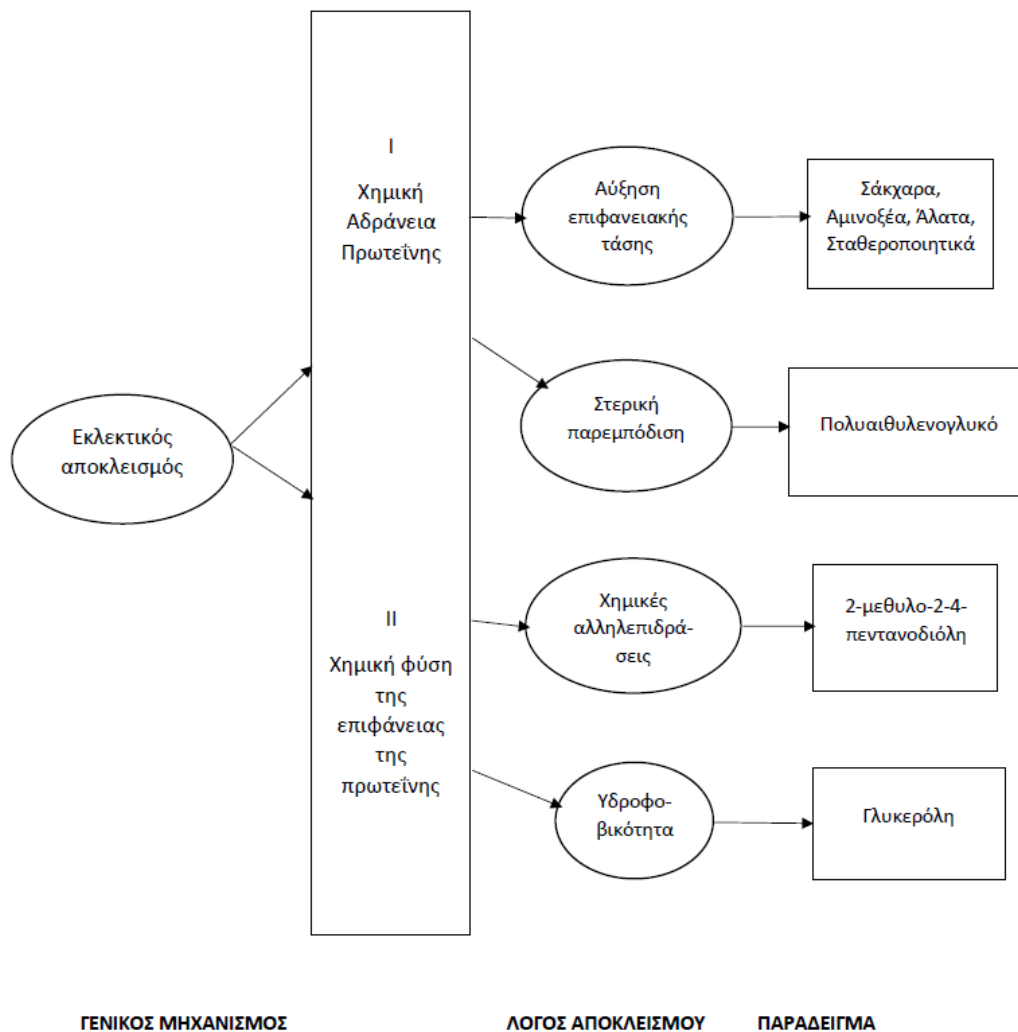 Εκλεκτικός
αποκλεισμός
I
Χημική
Αδράνεια
Πρωτεΐνης
II
Χημική φύση
της
επιφάνειας
της
πρωτεΐνης
Αύξηση
επιφανειακής
τάσης
Σάκχαρα,
Αμινοξέα, Άλατα,
Σταθεροποιητικά
Στερική
παρεμπόδιση
Πολυαιθυλενογλυκό
Χημικές
αλληλεπιδρά-
σεις
2-μεθυλο-2-4-
πεντανοδιόλη
Υδροφο-
βικότητα
Γλυκερόλη
ΓΕΝΙΚΟΣ ΜΗΧΑΝΙΣΜΟΣ
ΛΟΓΟΣ ΑΠΟΚΛΕΙΣΜΟΥ
ΠΑΡΑΔΕΙΓΜΑ